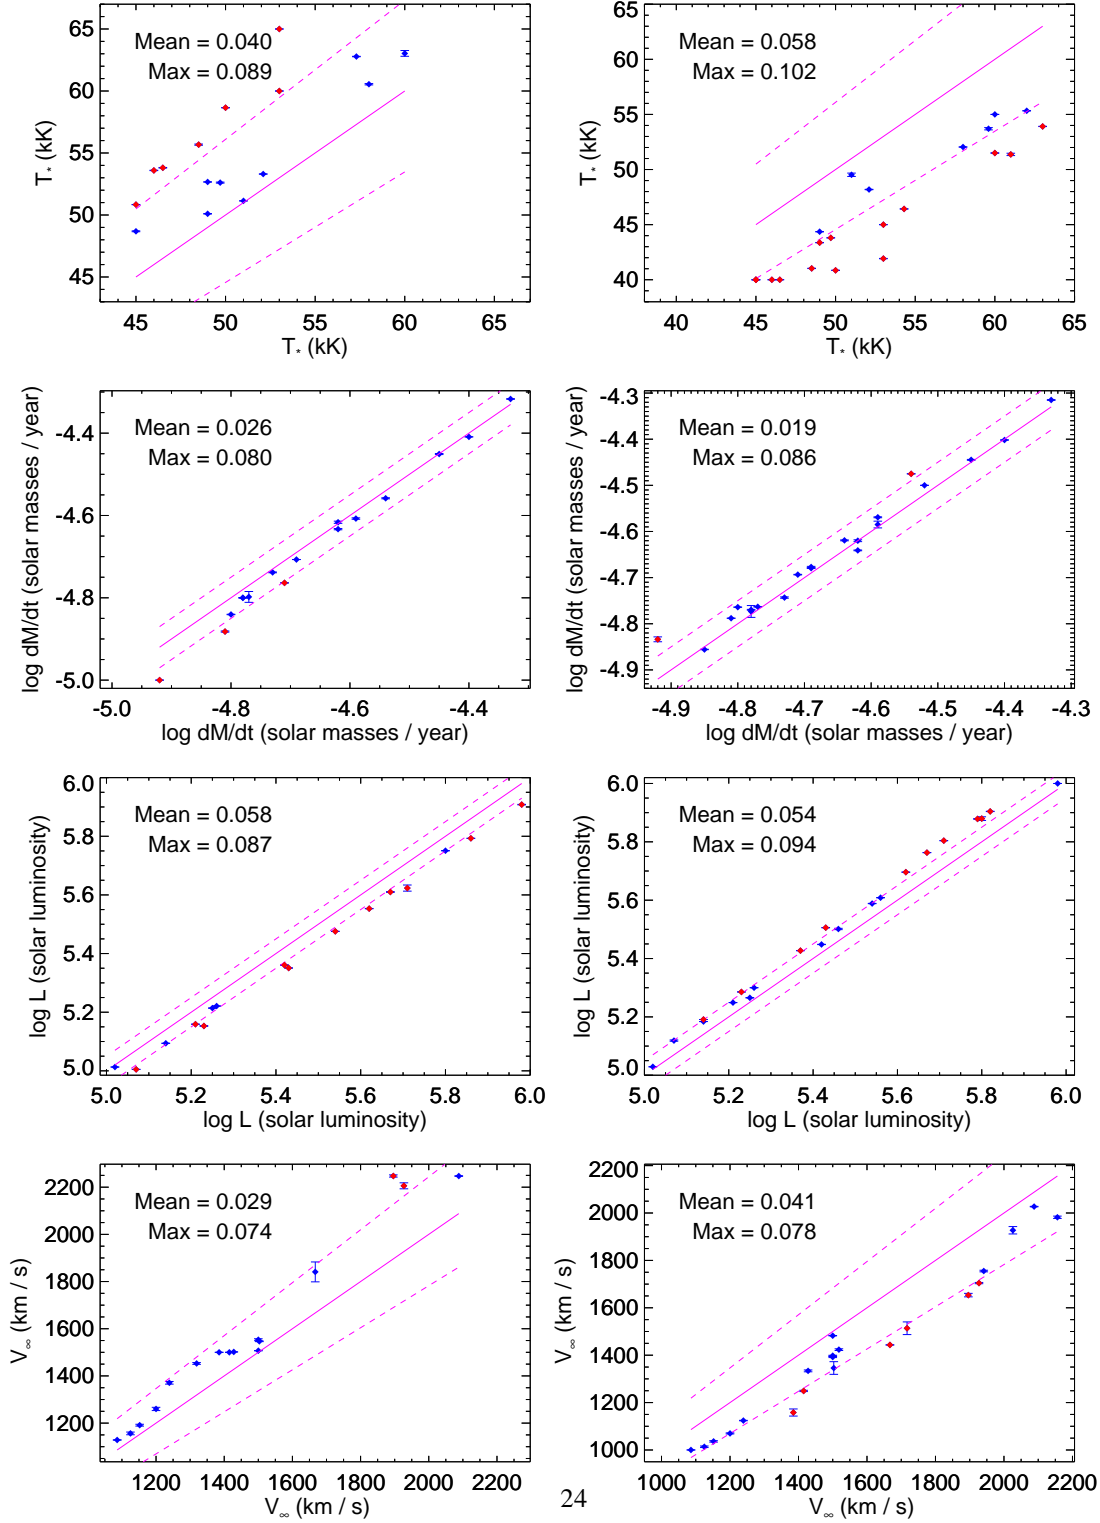 Mean = 0.040
Max = 0.089
65
60
55
50
45
T* (kK)
45 50 55 60 65
T* (kK)
Mean = 0.058
Max = 0.102
65
60
55
50
45
40
T* (kK)
40 45 50 55 60 65
T* (kK)
Mean = 0.026
Max = 0.080
-4.4
-4.6
-4.8
-5.0
log dM/dt (solar masses / year)
-5.0 -4.8 -4.6 -4.4
log dM/dt (solar masses / year)
Mean = 0.019
Max = 0.086
-4.3
-4.4
-4.5
-4.6
-4.7
-4.8
-4.9
log dM/dt (solar masses / year)
-4.9 -4.8 -4.7 -4.6 -4.5 -4.4 -4.3
log dM/dt (solar masses / year)
Mean = 0.058
Max = 0.087
6.0
5.8
5.6
5.4
5.2
5.0
log L (solar luminosity)
5.0 5.2 5.4 5.6 5.8 6.0
log L (solar luminosity)
Mean = 0.054
Max = 0.094
6.0
5.8
5.6
5.4
5.2
5.0
log L (solar luminosity)
5.0 5.2 5.4 5.6 5.8 6.0
log L (solar luminosity)
Mean = 0.029
Max = 0.074
2200
2000
1800
1600
1400
1200
V∞ (km / s)
1200 1400 1600 1800 2000 2200
V∞ (km / s)
Mean = 0.041
Max = 0.078
2200
2000
1800
1600
1400
1200
1000
V∞ (km / s)
1000 1200 1400 1600 1800 2000 2200
V∞ (km / s)
24